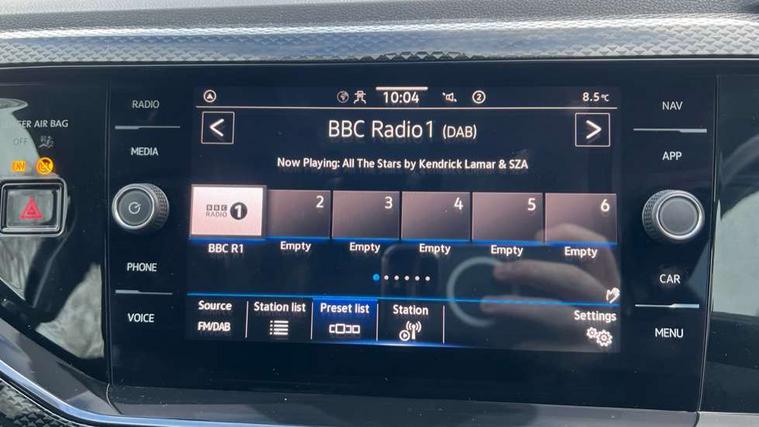 10:04
2
8.5°C
BBC Radio1 (DAB)
Now Playing: All The Stars by Kendrick Lamar & SZA
BBC
RADIO 1
2
3
4
5
6
BBC R1
Empty
Empty
Empty
Empty
Empty
Source
FM/DAB
Station list
Preset list
Station
Settings
RADIO
MEDIA
PHONE
VOICE
NAV
APP
CAR
MENU
AIR BAG
OFF
ON